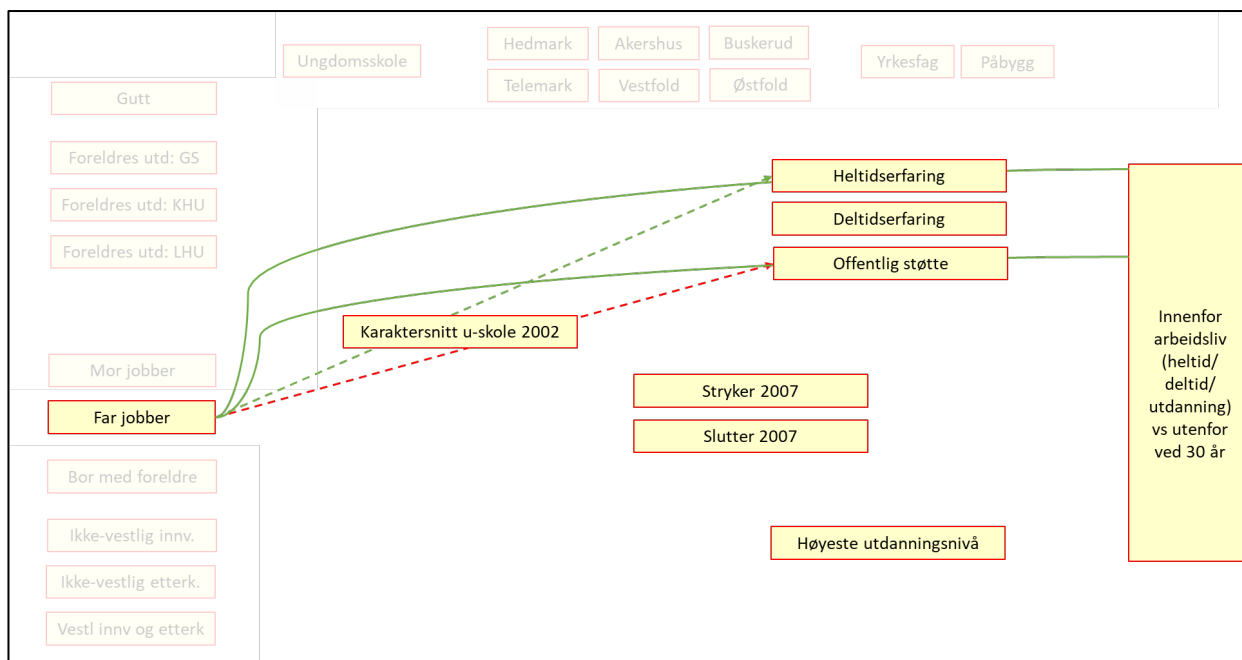 Ungdomsskole
Hedmark
Akershus
Buskerud
Telemark
Vestfold
Østfold
Yrkesfag
Påbygg
Gutt
Foreldres utd: GS
Foreldres utd: KHU
Foreldres utd: LHU
Mor jobber
Far jobber
Bor med foreldre
Ikke-vestlig innv.
Ikke-vestlig etterk.
Vestl innv og etterk
Karaktersnitt u-skole 2002
Stryker 2007
Slutter 2007
Heltidserfaring
Deltidserfaring
Offentlig støtte
Høyeste utdanningsnivå
Innenfor
arbeidsliv
(heltid/
deltid/
utdanning)
vs utenfor
ved 30 år